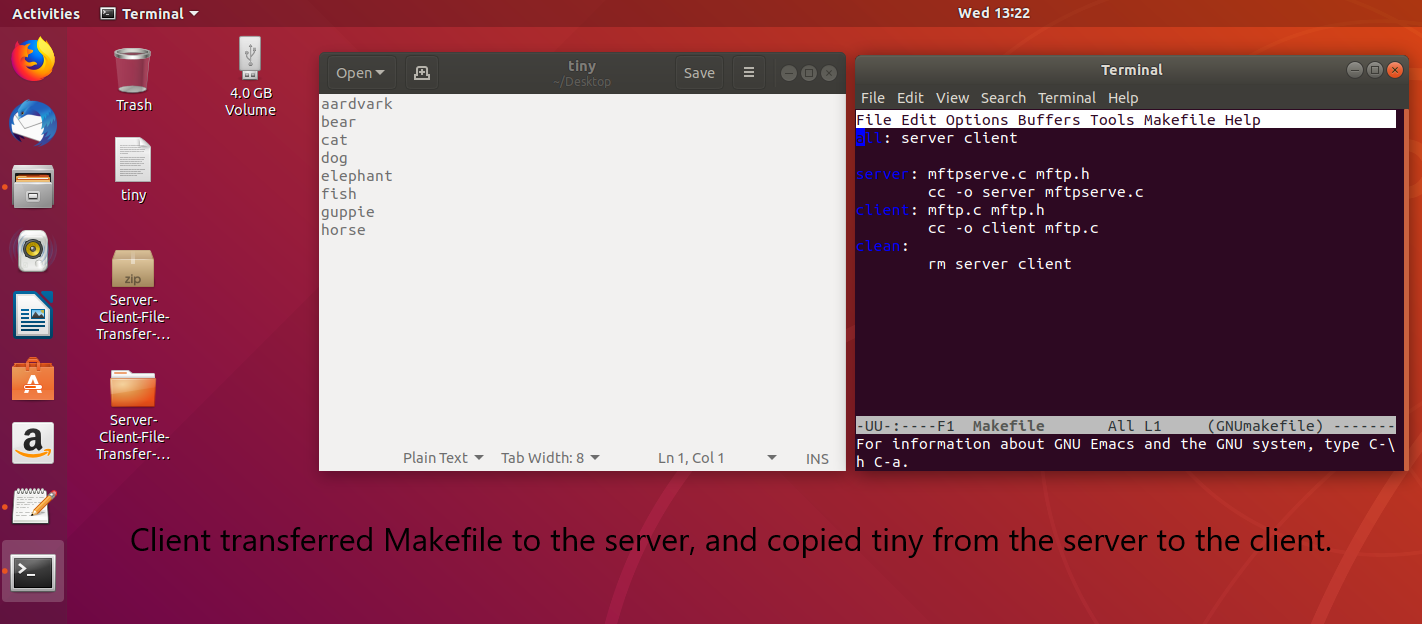 Activities
Terminal
Wed 13:22
Trash
4.0 GB
Volume
tiny
zip
Server-
Client-File-
Transfer-...
Server-
Client-File-
Transfer-...
Open
tiny
~/Desktop
Save
aardvark
bear
cat
dog
elephant
fish
guppie
horse
Plain Text
Tab Width: 8
Ln 1, Col 1
INS
Terminal
File Edit View Search Terminal Help
File Edit Options Buffers Tools Makefile Help
all: server client
server: mftpserve.c mftp.h
cc -o server mftpserve.c
client: mftp.c mftp.h
cc -o client mftp.c
clean:
rm server client
-UU-:----F1 Makefile All L1 (GNUmakefile) -------
For information about GNU Emacs and the GNU system, type C-\
h C-a.
Client transferred Makefile to the server, and copied tiny from the server to the client.